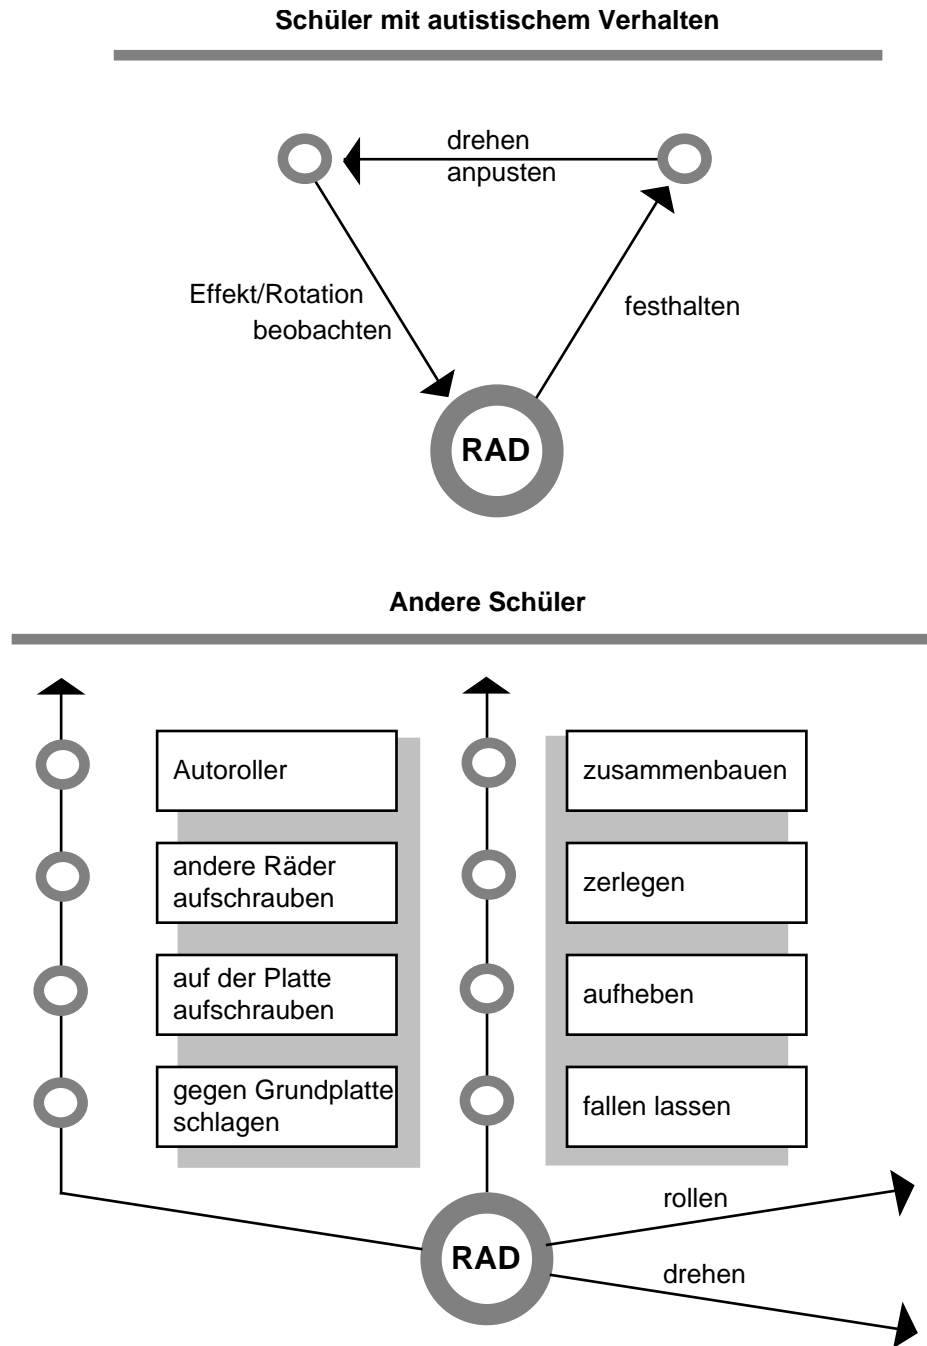 Schüler mit autistischem Verhalten
drehen
anpusten
Effekt/Rotation
beobachten
festhalten
RAD
Andere Schüler
Autoroller
andere Räder
aufschrauben
auf der Platte
aufschrauben
gegen Grundplatte
schlagen
zusammenbauen
zerlegen
aufheben
fallen lassen
rollen
RAD
drehen